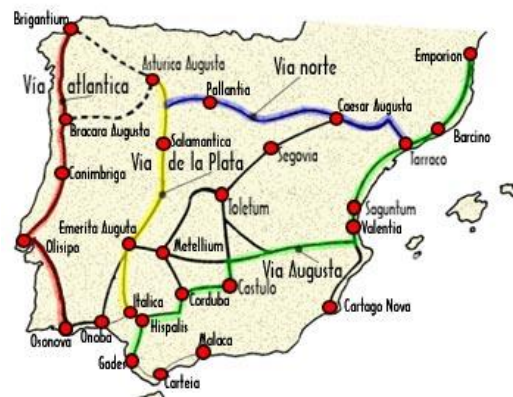 Brigantium
Emporion
Asturica Augusta
Via norte
Pallantia
Via atlantica
Caesar Augusta
Bracara Augusta
Barcino
Salamantica
Tarraco
Segovia
Via de la Plata
Conimbriga
Toletum
Saguntum
Valentia
Emerita Auguta
Metellium
Olisipa
Via Augusta
Castulo
Corduba
Cartago Nova
Italica
Hispalis
Onoba
Osonova
Malaca
Gades
Carteia